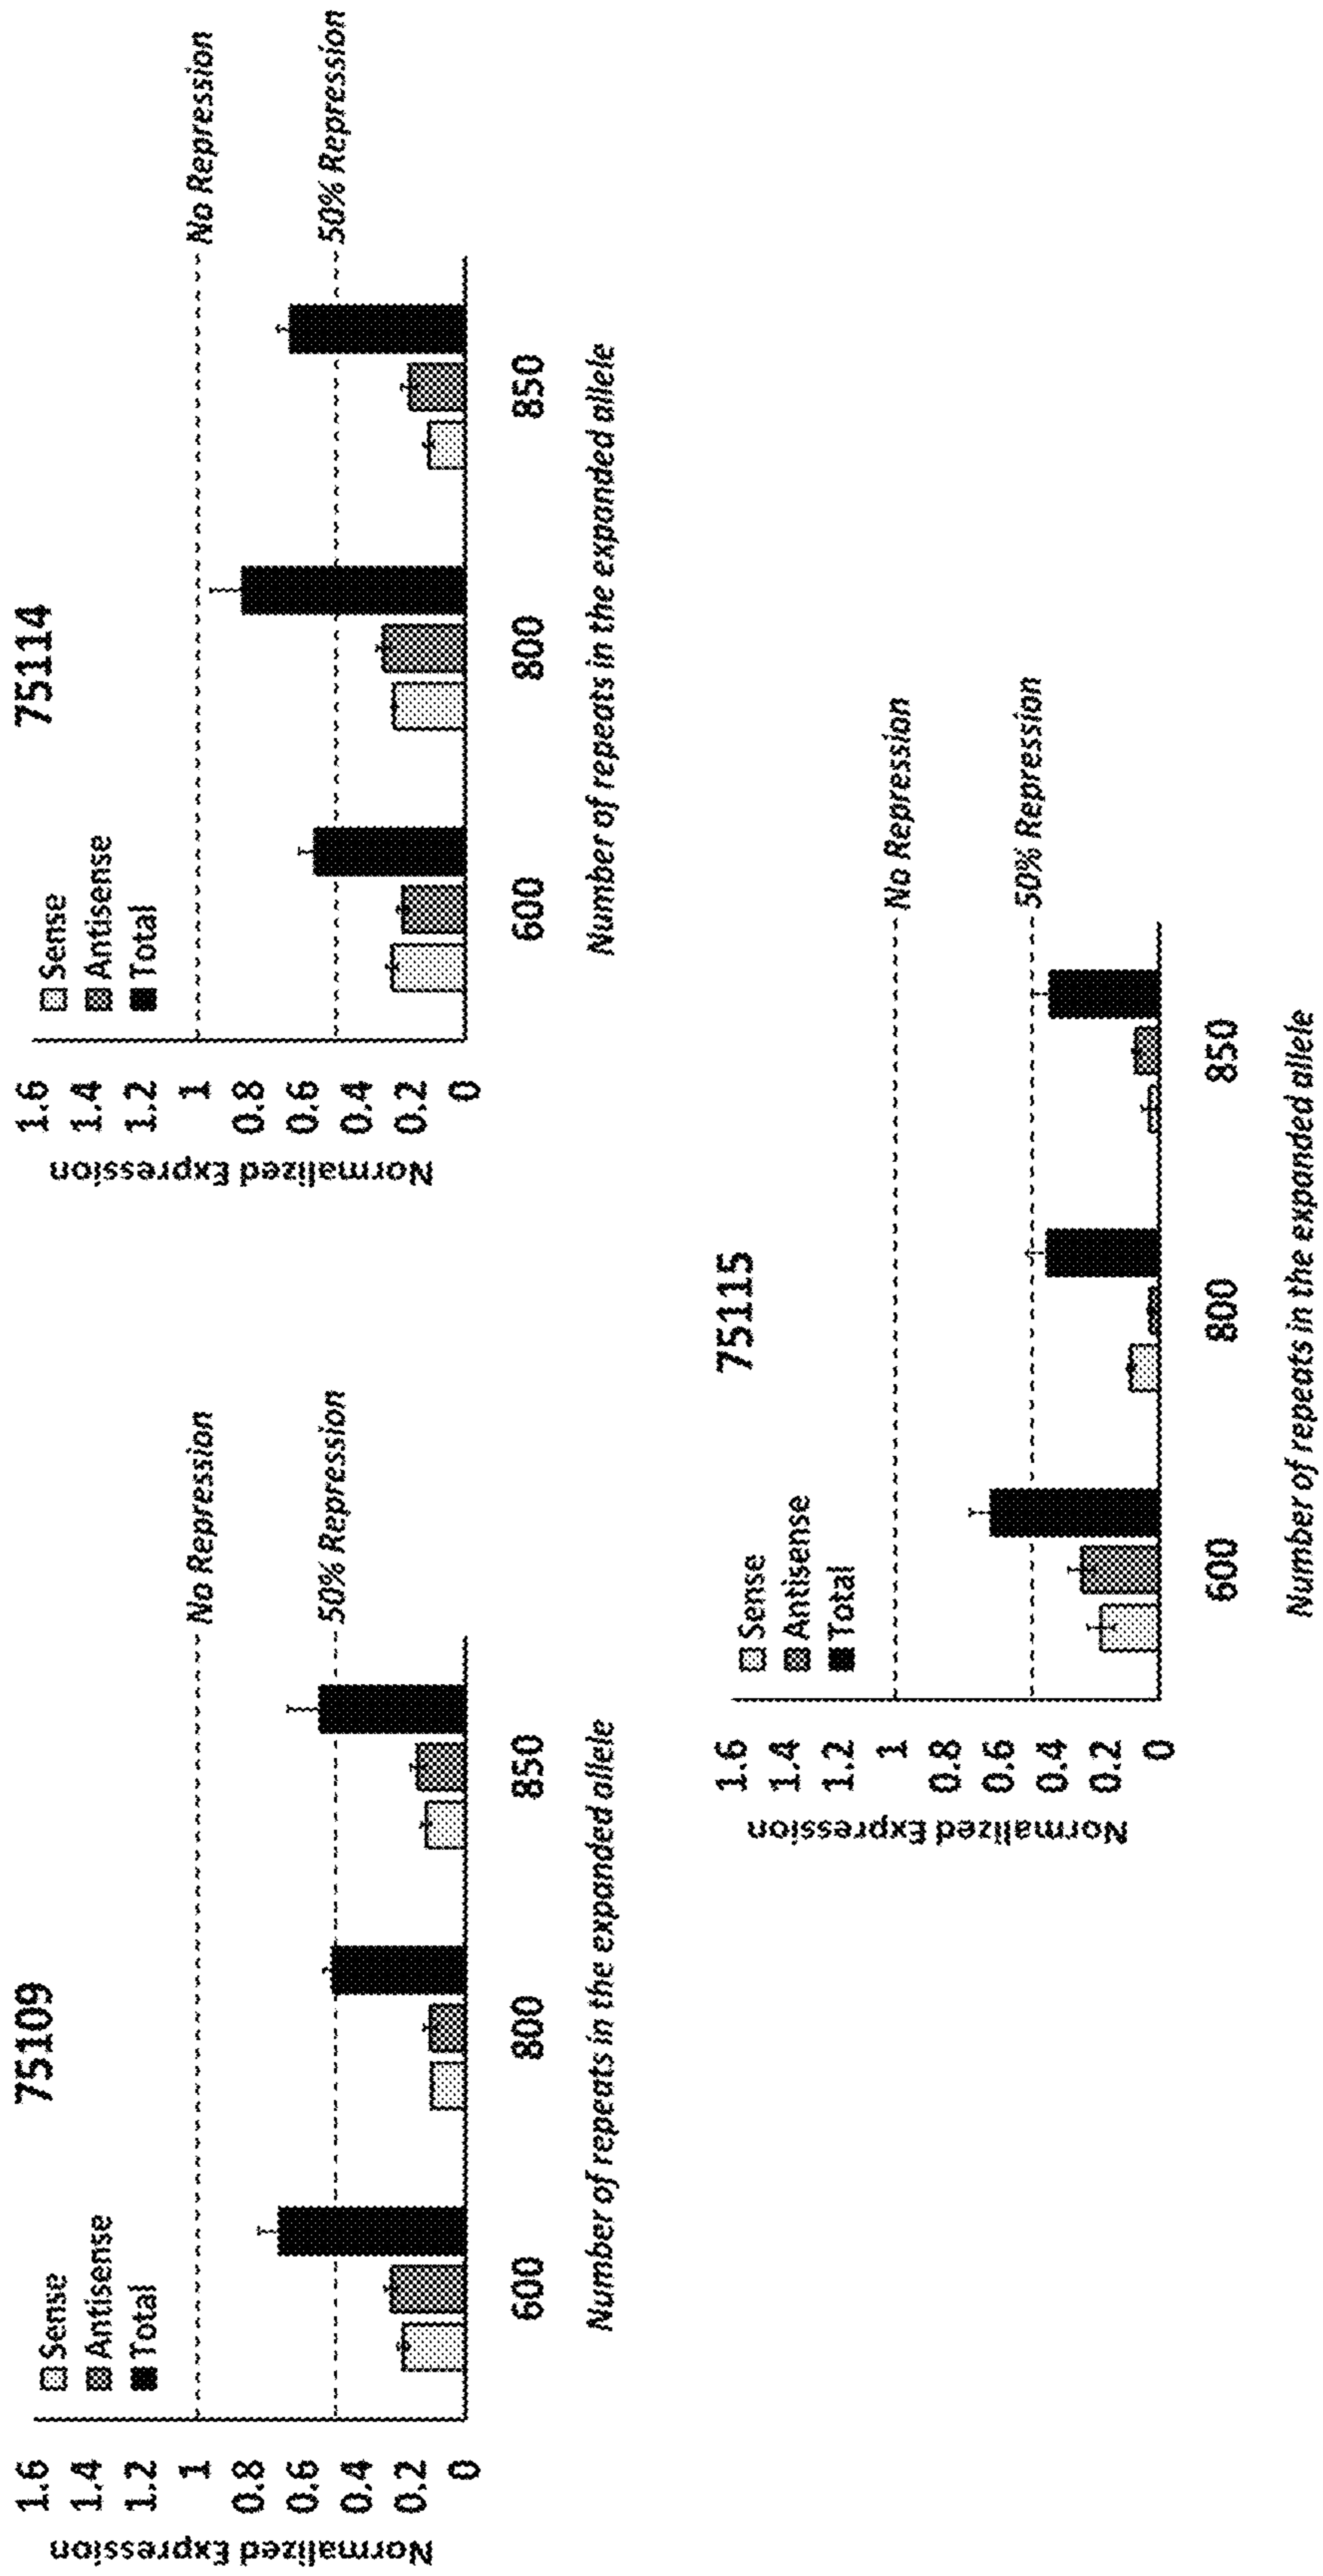 75109
Normalized Expression
1.6
1.4
1.2
1
0.8
0.6
0.4
0.2
0
Sense
Antisense
Total
No Repression
50% Repression
600 800 850
Number of repeats in the expanded allele
75114
Normalized Expression
1.6
1.4
1.2
1
0.8
0.6
0.4
0.2
0
Sense
Antisense
Total
No Repression
50% Repression
600 800 850
Number of repeats in the expanded allele
75115
Normalized Expression
1.6
1.4
1.2
1
0.8
0.6
0.4
0.2
0
Sense
Antisense
Total
No Repression
50% Repression
600 800 850
Number of repeats in the expanded allele